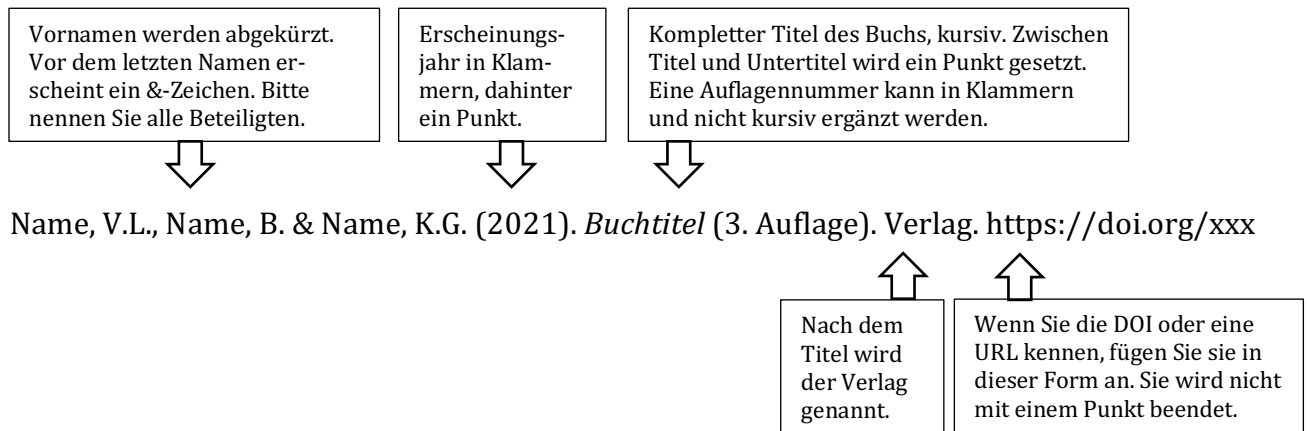 Vornamen werden abgekürzt.
Vor dem letzten Namen er-
scheint ein &-Zeichen. Bitte
nennen Sie alle Beteiligten.
Erscheinungs-
jahr in Klam-
mern, dahinter
ein Punkt.
Kompletter Titel des Buchs, kursiv. Zwischen
Titel und Untertitel wird ein Punkt gesetzt.
Eine Auflagennummer kann in Klammern
und nicht kursiv ergänzt werden.
Name, V.L., Name, B. & Name, K.G. (2021). Buchtitel (3. Auflage). Verlag. https://doi.org/xxx
Nach dem
Titel wird
der Verlag
genannt.
Wenn Sie die DOI oder eine
URL kennen, fügen Sie sie in
dieser Form an. Sie wird nicht
mit einem Punkt beendet.